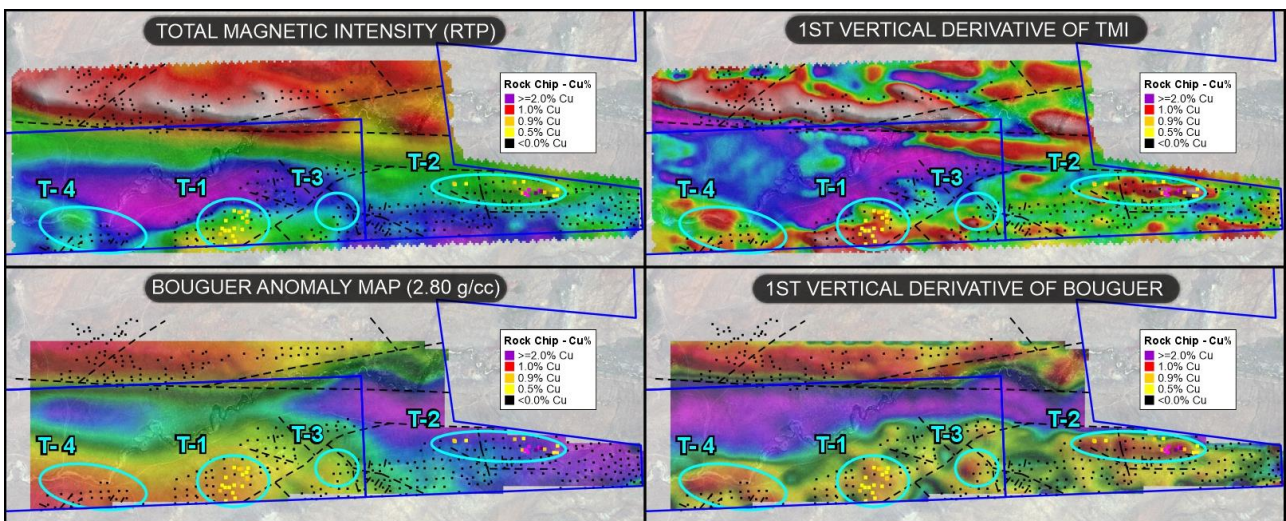 TOTAL MAGNETIC INTENSITY (RTP)
Rock Chip - Cu%
>=2.0% Cu
1.0% Cu
0.9% Cu
0.5% Cu
<0.0% Cu
T-2
T-3
T-1
T- 4
1ST VERTICAL DERIVATIVE OF TMI
Rock Chip - Cu%
>=2.0% Cu
1.0% Cu
0.9% Cu
0.5% Cu
<0.0% Cu
T-2
T-3
T-1
T- 4
BOUGUER ANOMALY MAP (2.80 g/cc)
Rock Chip - Cu%
>=2.0% Cu
1.0% Cu
0.9% Cu
0.5% Cu
<0.0% Cu
T-2
T-3
T-1
T- 4
1ST VERTICAL DERIVATIVE OF BOUGUER
Rock Chip - Cu%
>=2.0% Cu
1.0% Cu
0.9% Cu
0.5% Cu
<0.0% Cu
T-2
T-3
T-1
T- 4